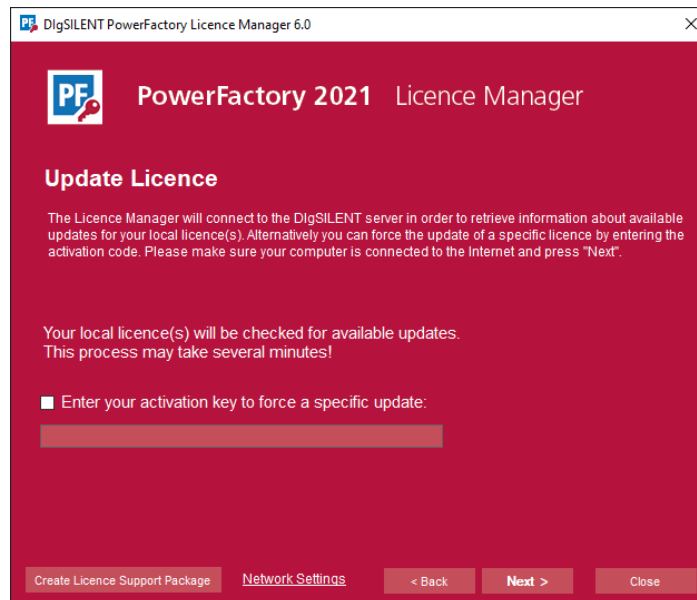 DIgSILENT PowerFactory Licence Manager 6.0
PF
PF
PowerFactory 2021 Licence Manager
Update Licence
The Licence Manager will connect to the DIgSILENT server in order to retrieve information about available
updates for your local licence(s). Alternatively you can force the update of a specific licence by entering the
activation code. Please make sure your computer is connected to the Internet and press "Next".
Your local licence(s) will be checked for available updates.
This process may take several minutes!
Enter your activation key to force a specific update:
Create Licence Support Package Network Settings < Back Next > Close